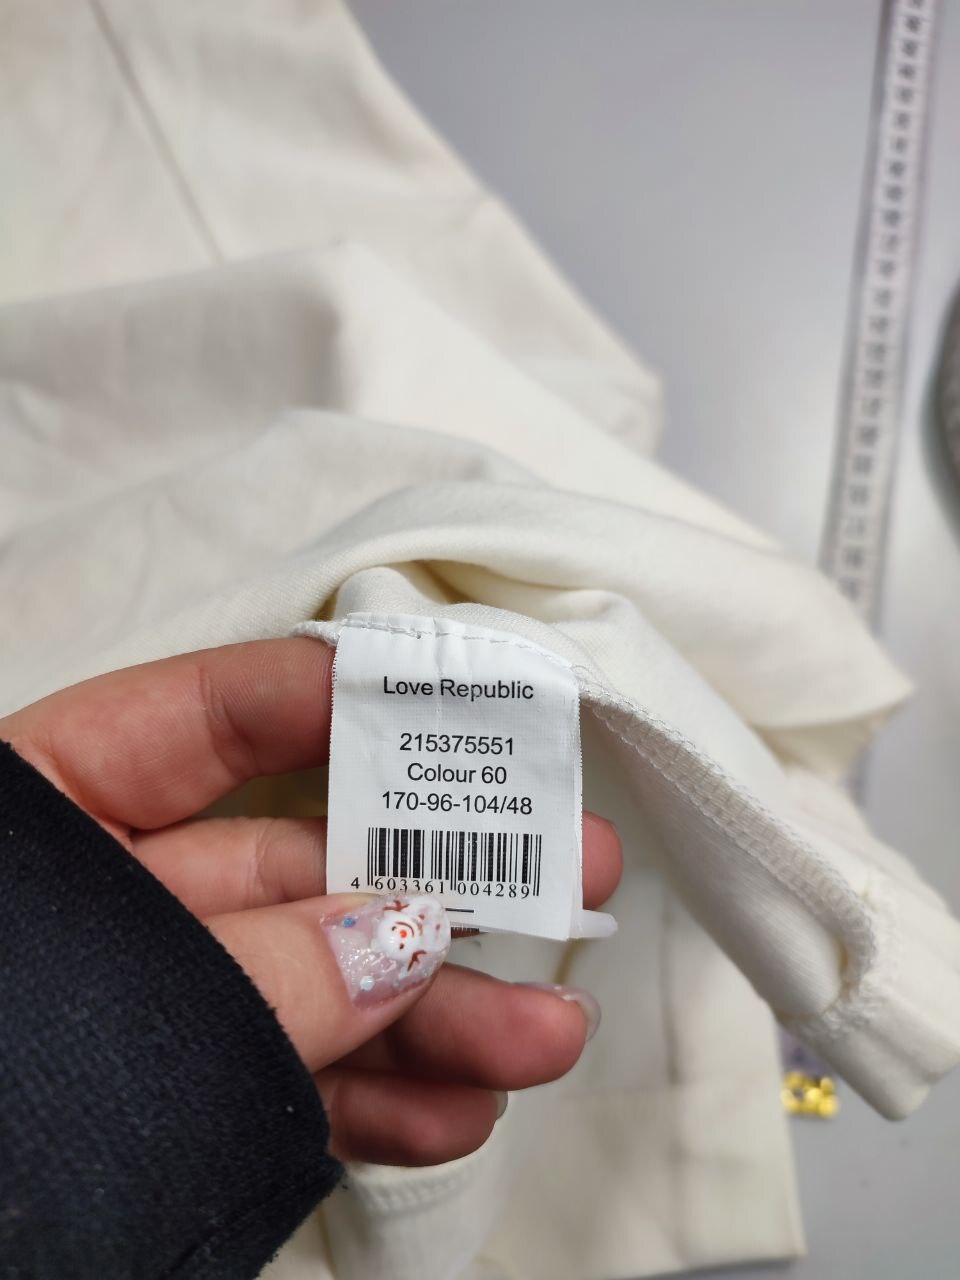 Love Republic
215375551
Colour 60
170-96-104/48
4 603361 004289